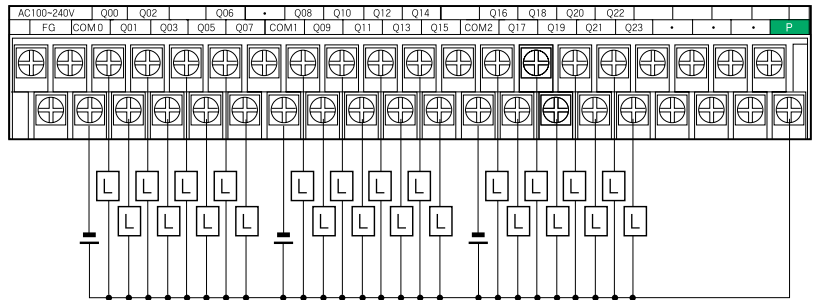 AC100~240V Q00 Q02 Q06 • Q08 Q10 Q12 Q14 Q16 Q18 Q20 Q22
FG COM0 Q01 Q03 Q05 Q07 COM1 Q09 Q11 Q13 Q15 COM2 Q17 Q19 Q21 Q23 • • • P
L L L L L L L L L L L L
L L L L L L L L L L L L